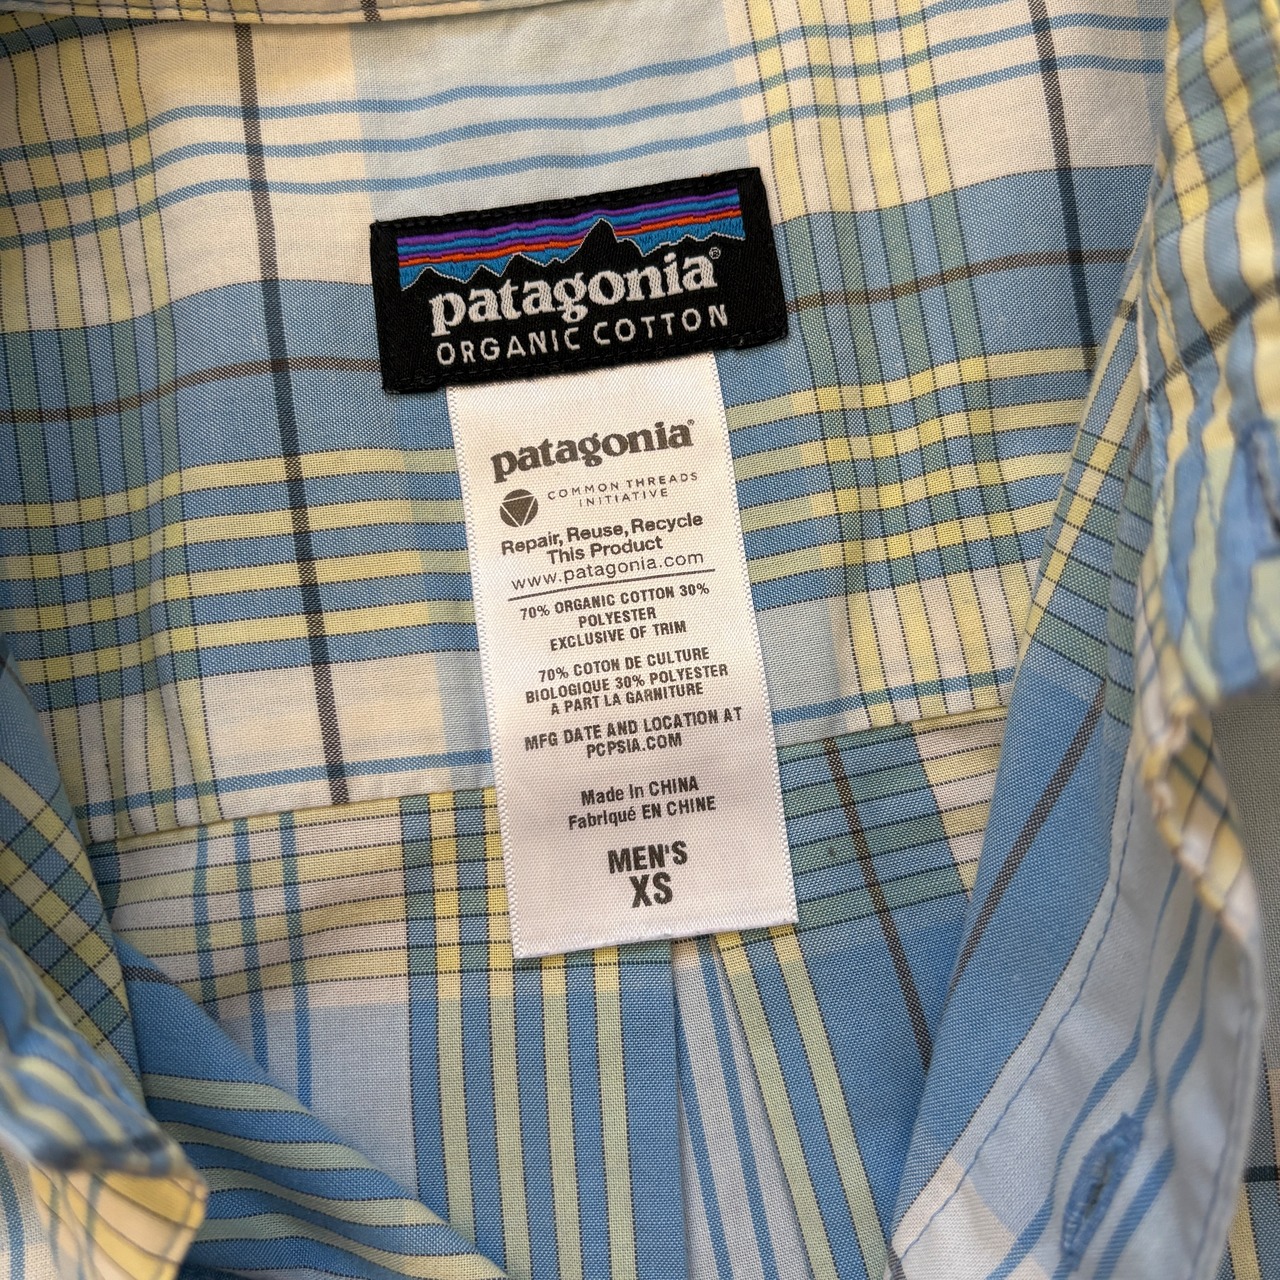 patagonia®
ORGANIC COTTON
patagonia®
COMMON THREADS
INITIATIVE
Repair, Reuse, Recycle
This Product
www.patagonia.com
70% ORGANIC COTTON 30%
POLYESTER
EXCLUSIVE OF TRIM
70% COTON DE CULTURE
BIOLOGIQUE 30% POLYESTER
A PART LA GARNITURE
MFG DATE AND LOCATION AT
PCPSIA.COM
Made In CHINA
Fabriqué EN CHINE
MEN'S
XS